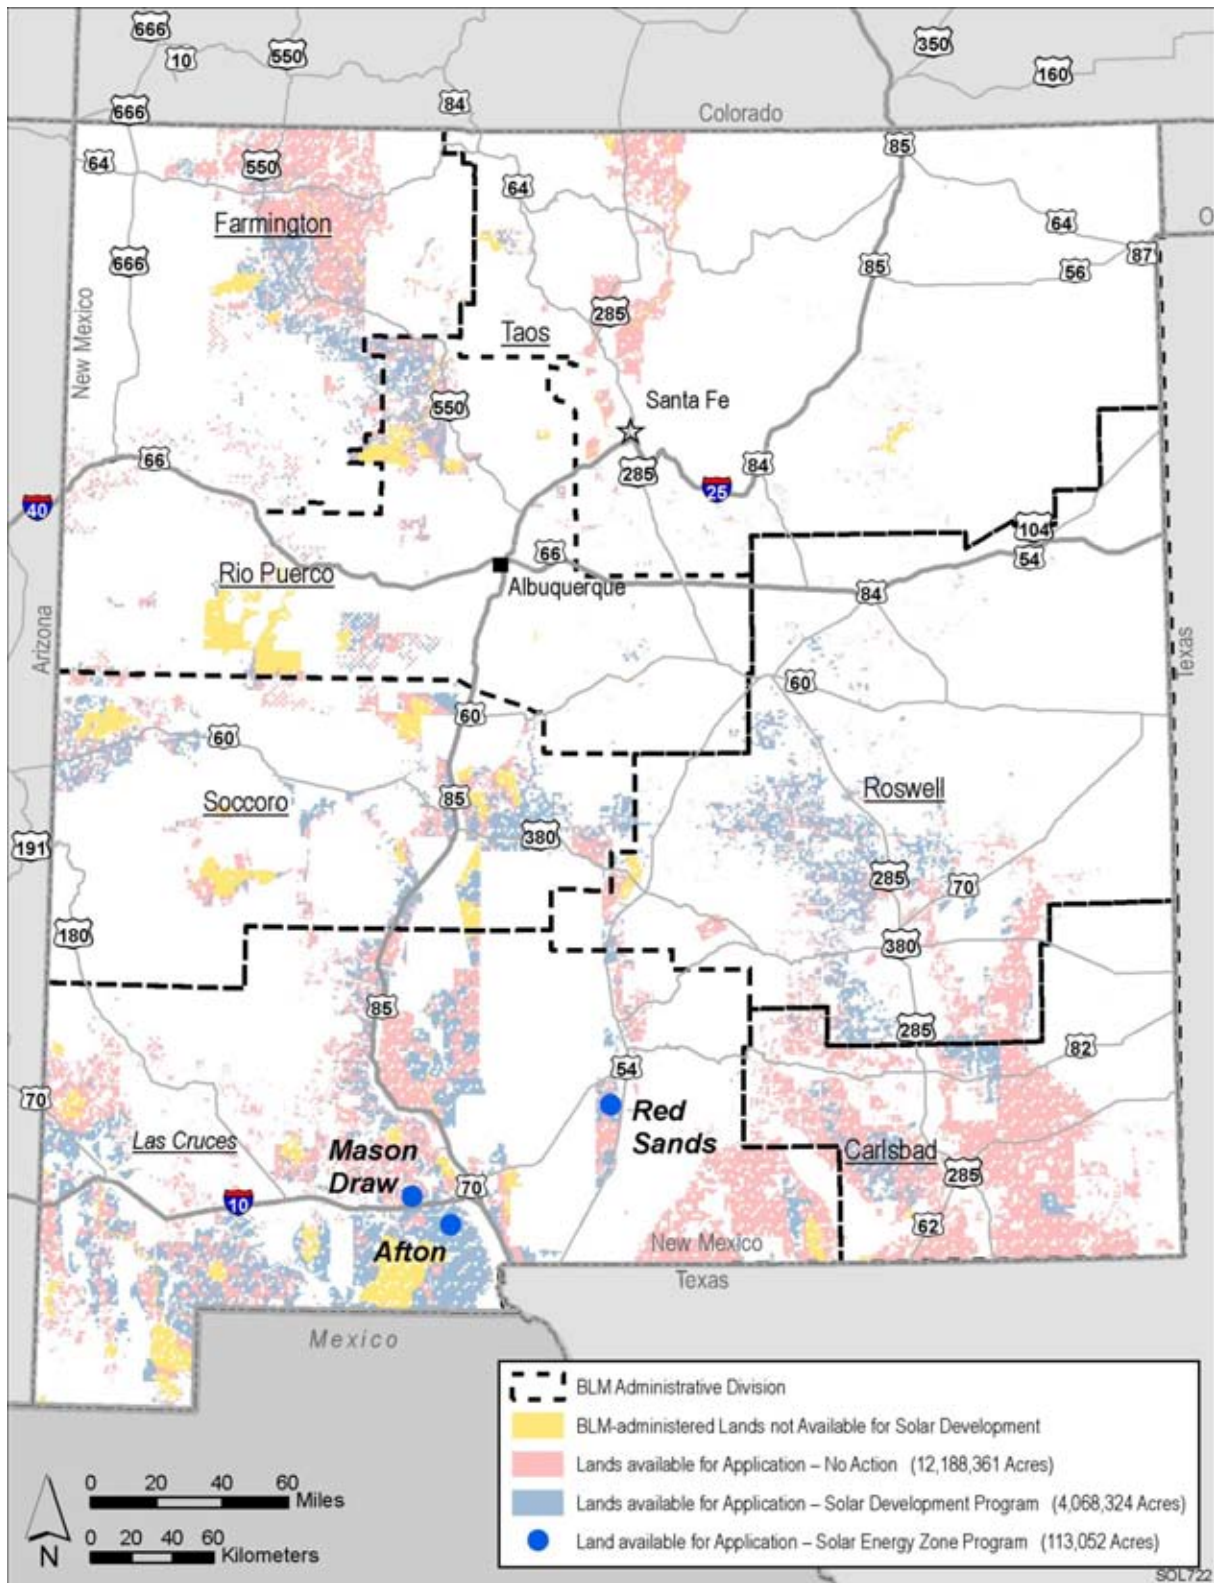 666
10
550
350
160
666
84
Colorado
85
64
550
64
Farmington
64
O
666
85
87
56
New Mexico
285
Taos
Santa Fe
550
66
84
285
25
40
104
66
54
Rio Puerco
Albuquerque
84
Arizona
Texas
60
60
60
Soccoro
85
Roswell
380
191
285
70
180
380
85
285
82
54
70
Red
Sands
Las Cruces
Mason
Draw
Carlsbad
285
70
10
62
Afton
New Mexico
Texas
Mexico
BLM Administrative Division
BLM-administered Lands not Available for Solar Development
Lands available for Application – No Action (12,188,361 Acres)
Lands available for Application – Solar Development Program (4,068,324 Acres)
Land available for Application – Solar Energy Zone Program (113,052 Acres)
0 20 40 60
Miles
0 20 40 60
Kilometers
N
SOL722